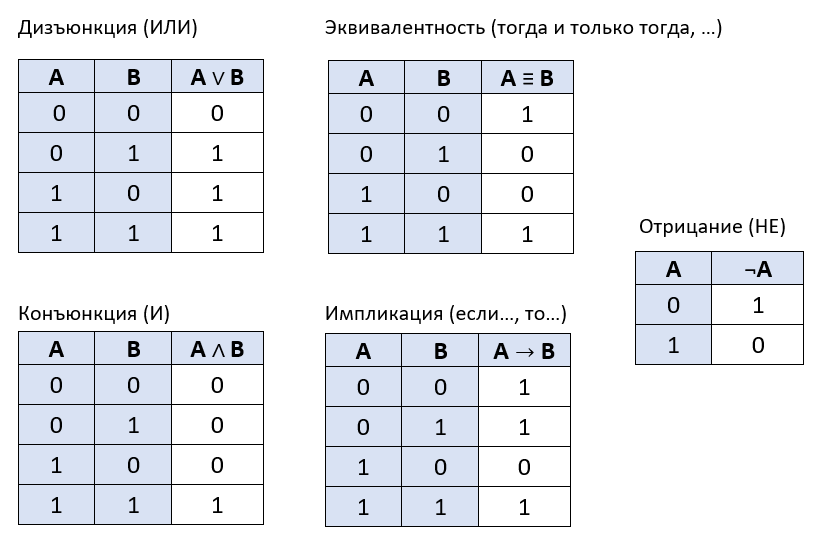 Дизъюнкция (ИЛИ)
A B A ∨ B
0 0 0
0 1 1
1 0 1
1 1 1
Эквивалентность (тогда и только тогда, …)
A B A ≡ B
0 0 1
0 1 0
1 0 0
1 1 1
Отрицание (НЕ)
A ¬A
0 1
1 0
Конъюнкция (И)
A B A ∧ B
0 0 0
0 1 0
1 0 0
1 1 1
Импликация (если…, то…)
A B A → B
0 0 1
0 1 1
1 0 0
1 1 1